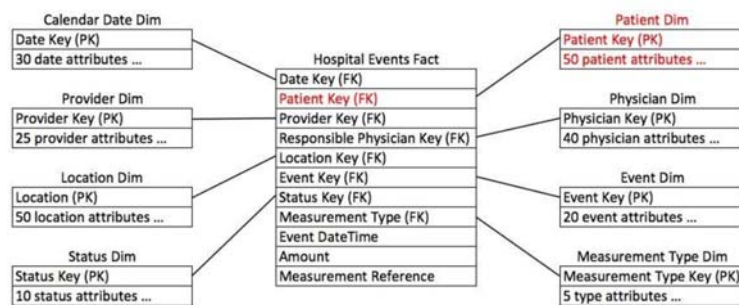 Calendar Date Dim
Date Key (PK)
30 date attributes ...
Provider Dim
Provider Key (PK)
25 provider attributes ...
Location Dim
Location (PK)
50 location attributes ...
Status Dim
Status Key (PK)
10 status attributes ...
Hospital Events Fact
Date Key (FK)
Patient Key (FK)
Provider Key (FK)
Responsible Physician Key (FK)
Location Key (FK)
Event Key (FK)
Status Key (FK)
Measurement Type (FK)
Event DateTime
Amount
Measurement Reference
Patient Dim
Patient Key (PK)
50 patient attributes ...
Physician Dim
Physician Key (PK)
40 physician attributes ...
Event Dim
Event Key (PK)
20 event attributes ...
Measurement Type Dim
Measurement Type Key (PK)
5 type attributes ...